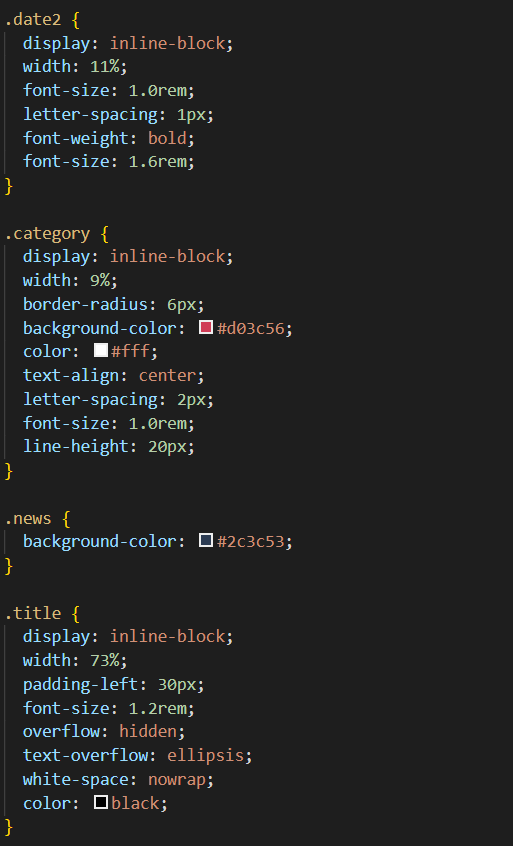 .date2 {
  display: inline-block;
  width: 11%;
  font-size: 1.0rem;
  letter-spacing: 1px;
  font-weight: bold;
  font-size: 1.6rem;
}

.category {
  display: inline-block;
  width: 9%;
  border-radius: 6px;
  background-color: #d03c56;
  color: #fff;
  text-align: center;
  letter-spacing: 2px;
  font-size: 1.0rem;
  line-height: 20px;
}

.news {
  background-color: #2c3c53;
}

.title {
  display: inline-block;
  width: 73%;
  padding-left: 30px;
  font-size: 1.2rem;
  overflow: hidden;
  text-overflow: ellipsis;
  white-space: nowrap;
  color: black;
}